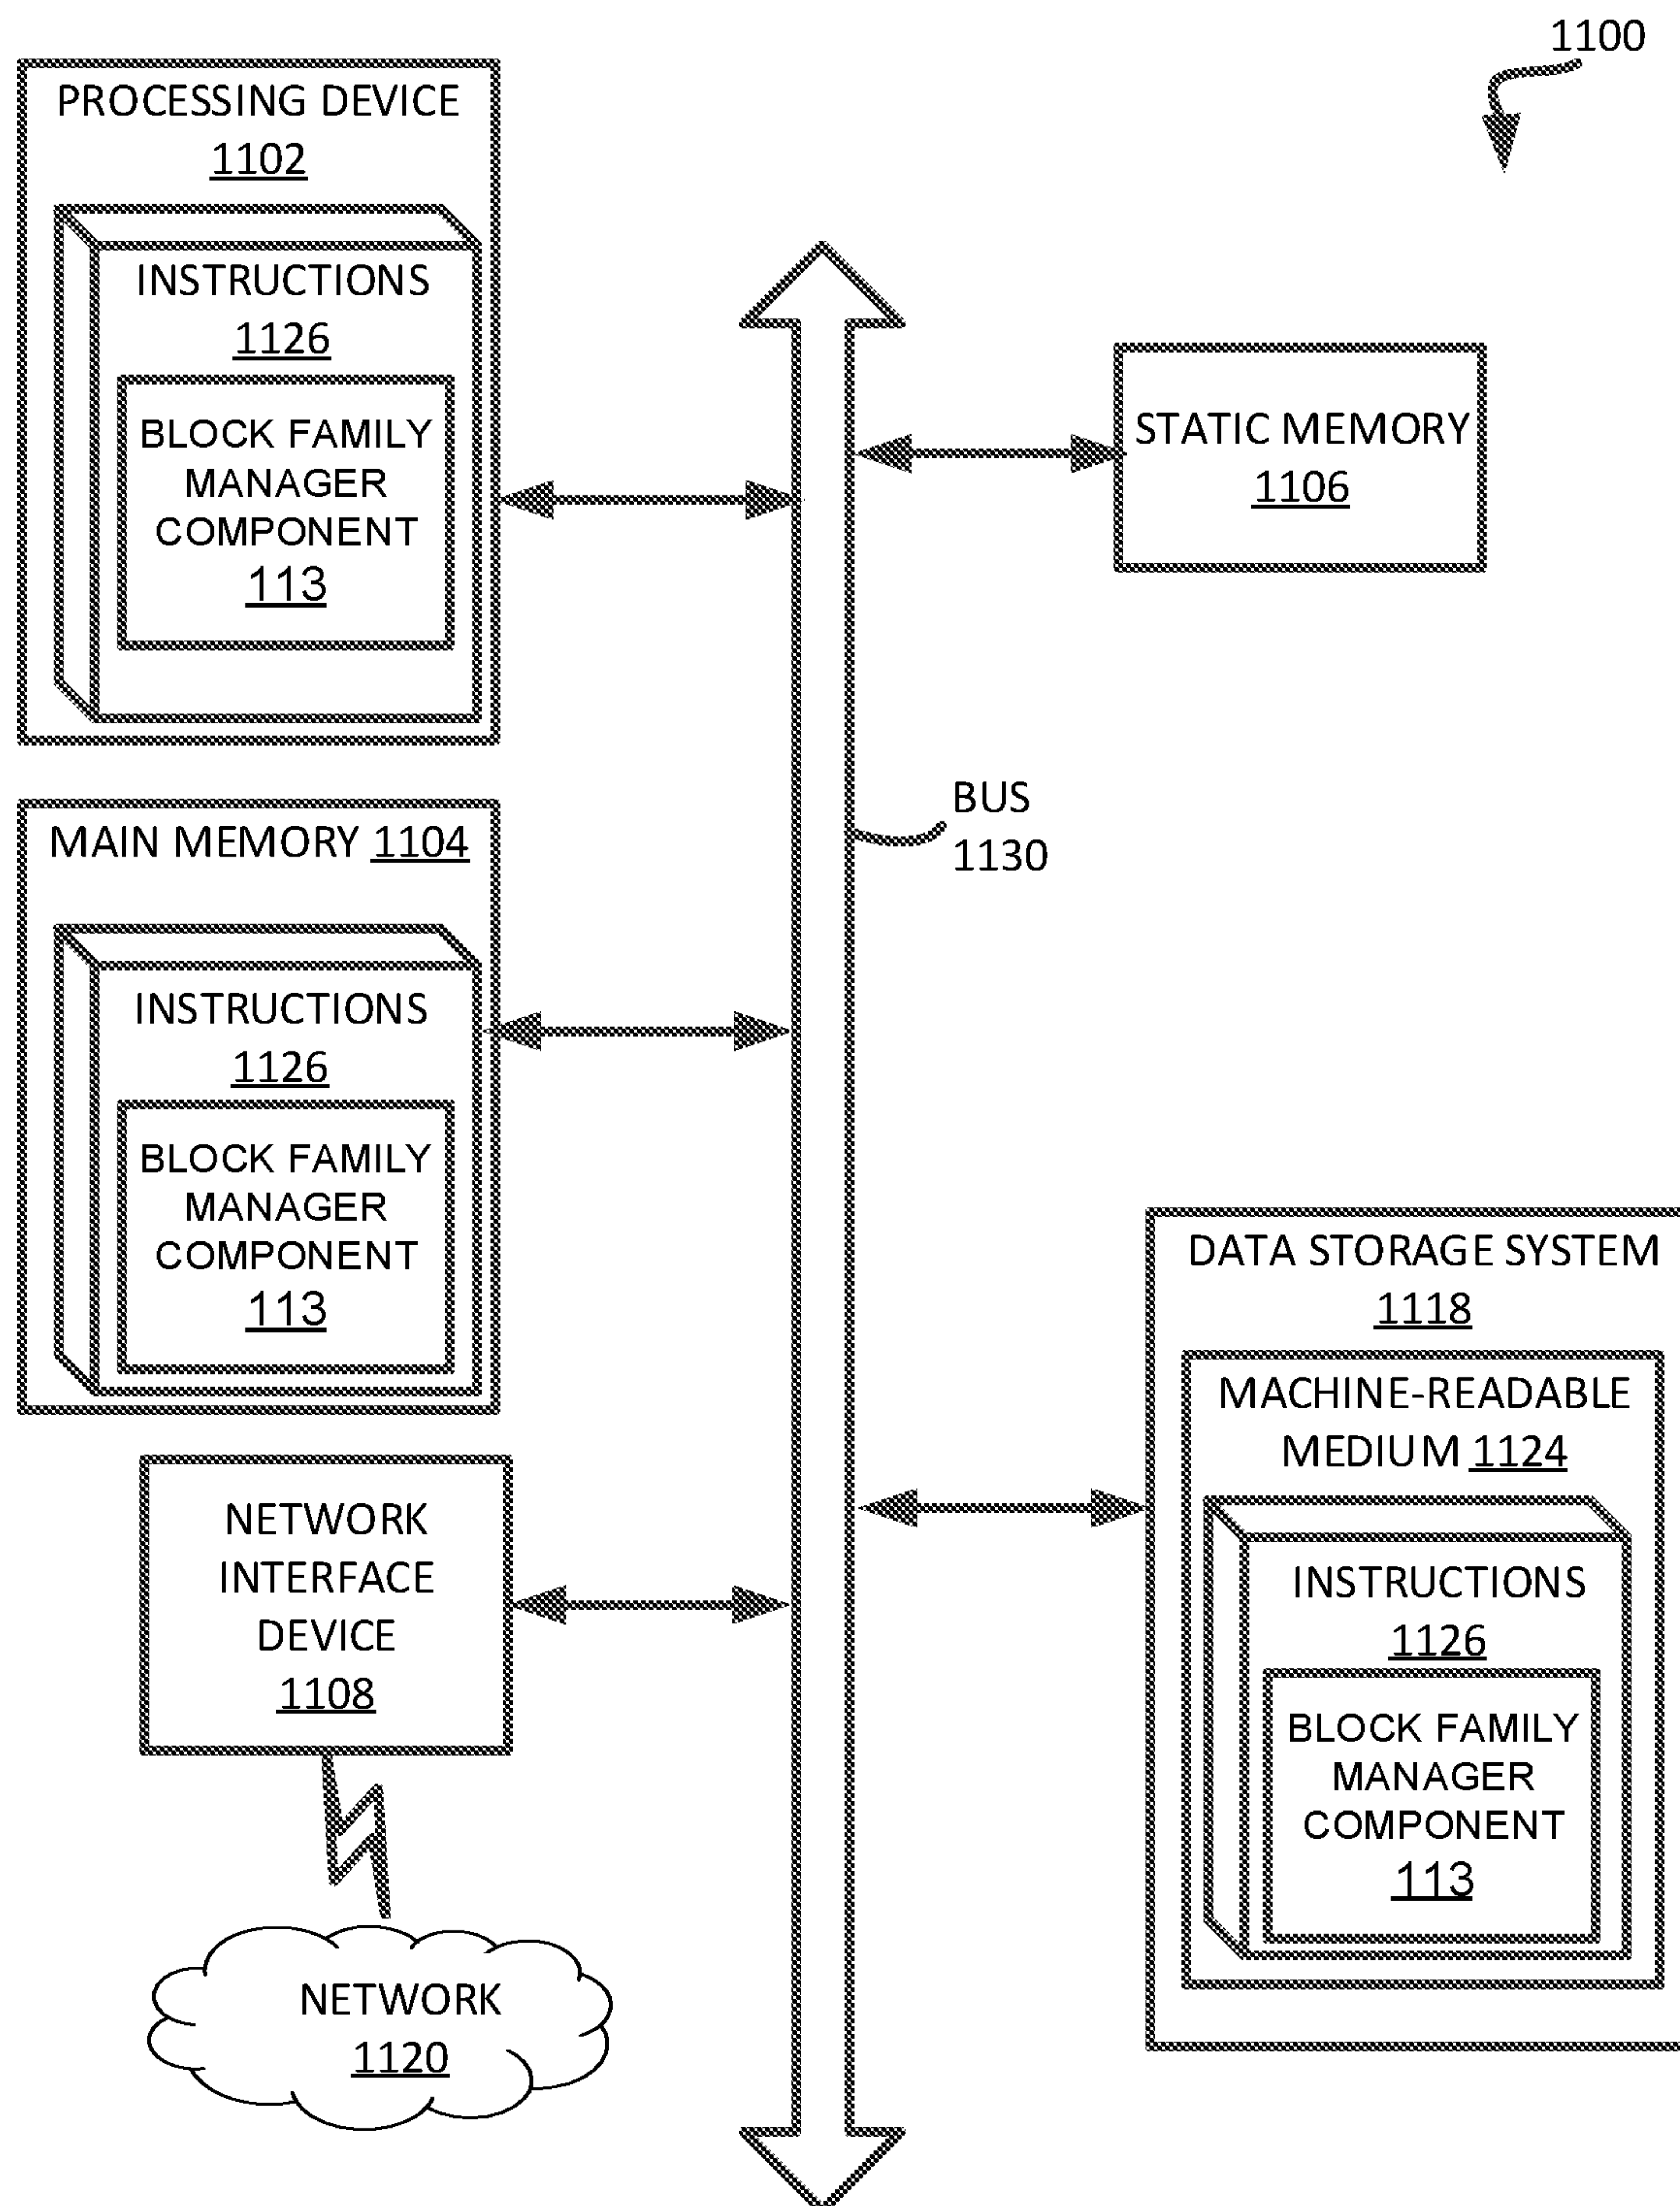 1100
PROCESSING DEVICE
1102
INSTRUCTIONS
1126
BLOCK FAMILY
MANAGER
COMPONENT
113
STATIC MEMORY
1106
BUS
1130
MAIN MEMORY 1104
INSTRUCTIONS
1126
BLOCK FAMILY
MANAGER
COMPONENT
113
DATA STORAGE SYSTEM
1118
MACHINE-READABLE
MEDIUM 1124
INSTRUCTIONS
1126
BLOCK FAMILY
MANAGER
COMPONENT
113
NETWORK
INTERFACE
DEVICE
1108
NETWORK
1120